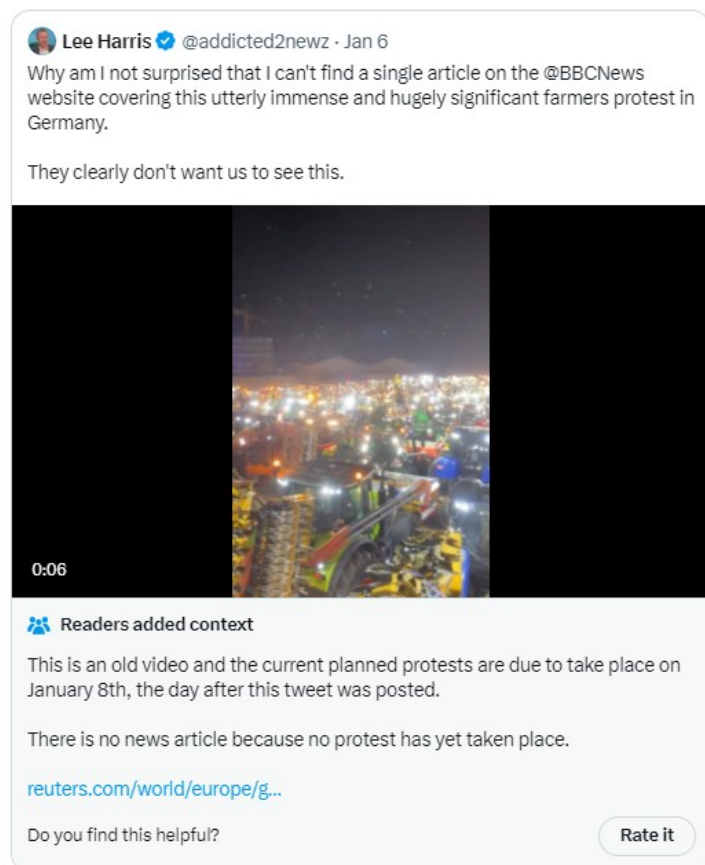 Lee Harris @addicted2newz · Jan 6
Why am I not surprised that I can't find a single article on the @BBCNews
website covering this utterly immense and hugely significant farmers protest in
Germany.
They clearly don't want us to see this.
0:06
Readers added context
This is an old video and the current planned protests are due to take place on
January 8th, the day after this tweet was posted.
There is no news article because no protest has yet taken place.
reuters.com/world/europe/g...
Do you find this helpful?
Rate it